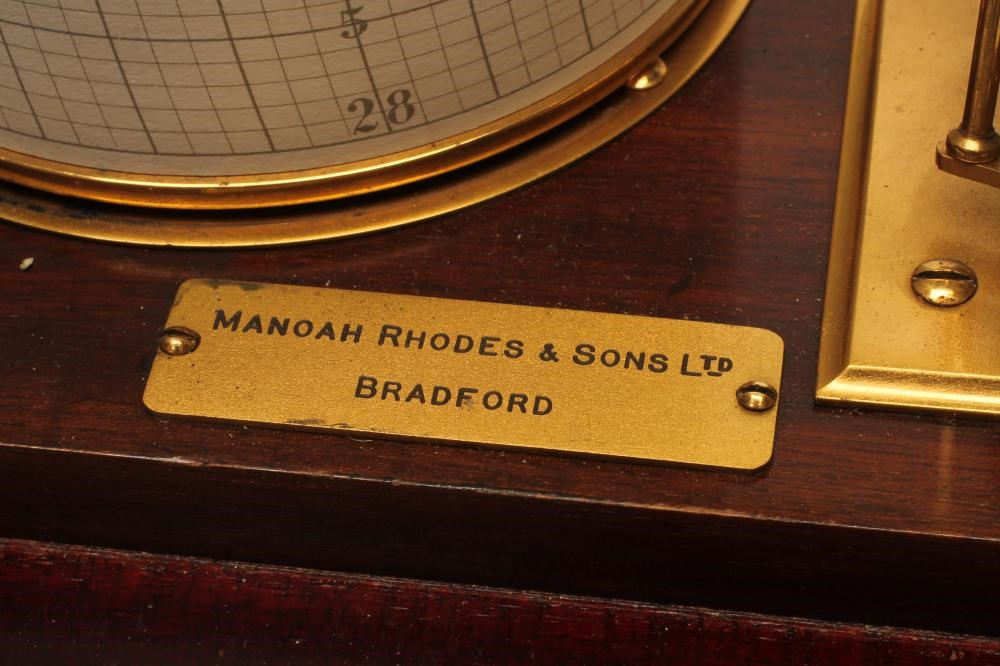 5
28
MANOAH RHODES & SONS LTD
BRADFORD